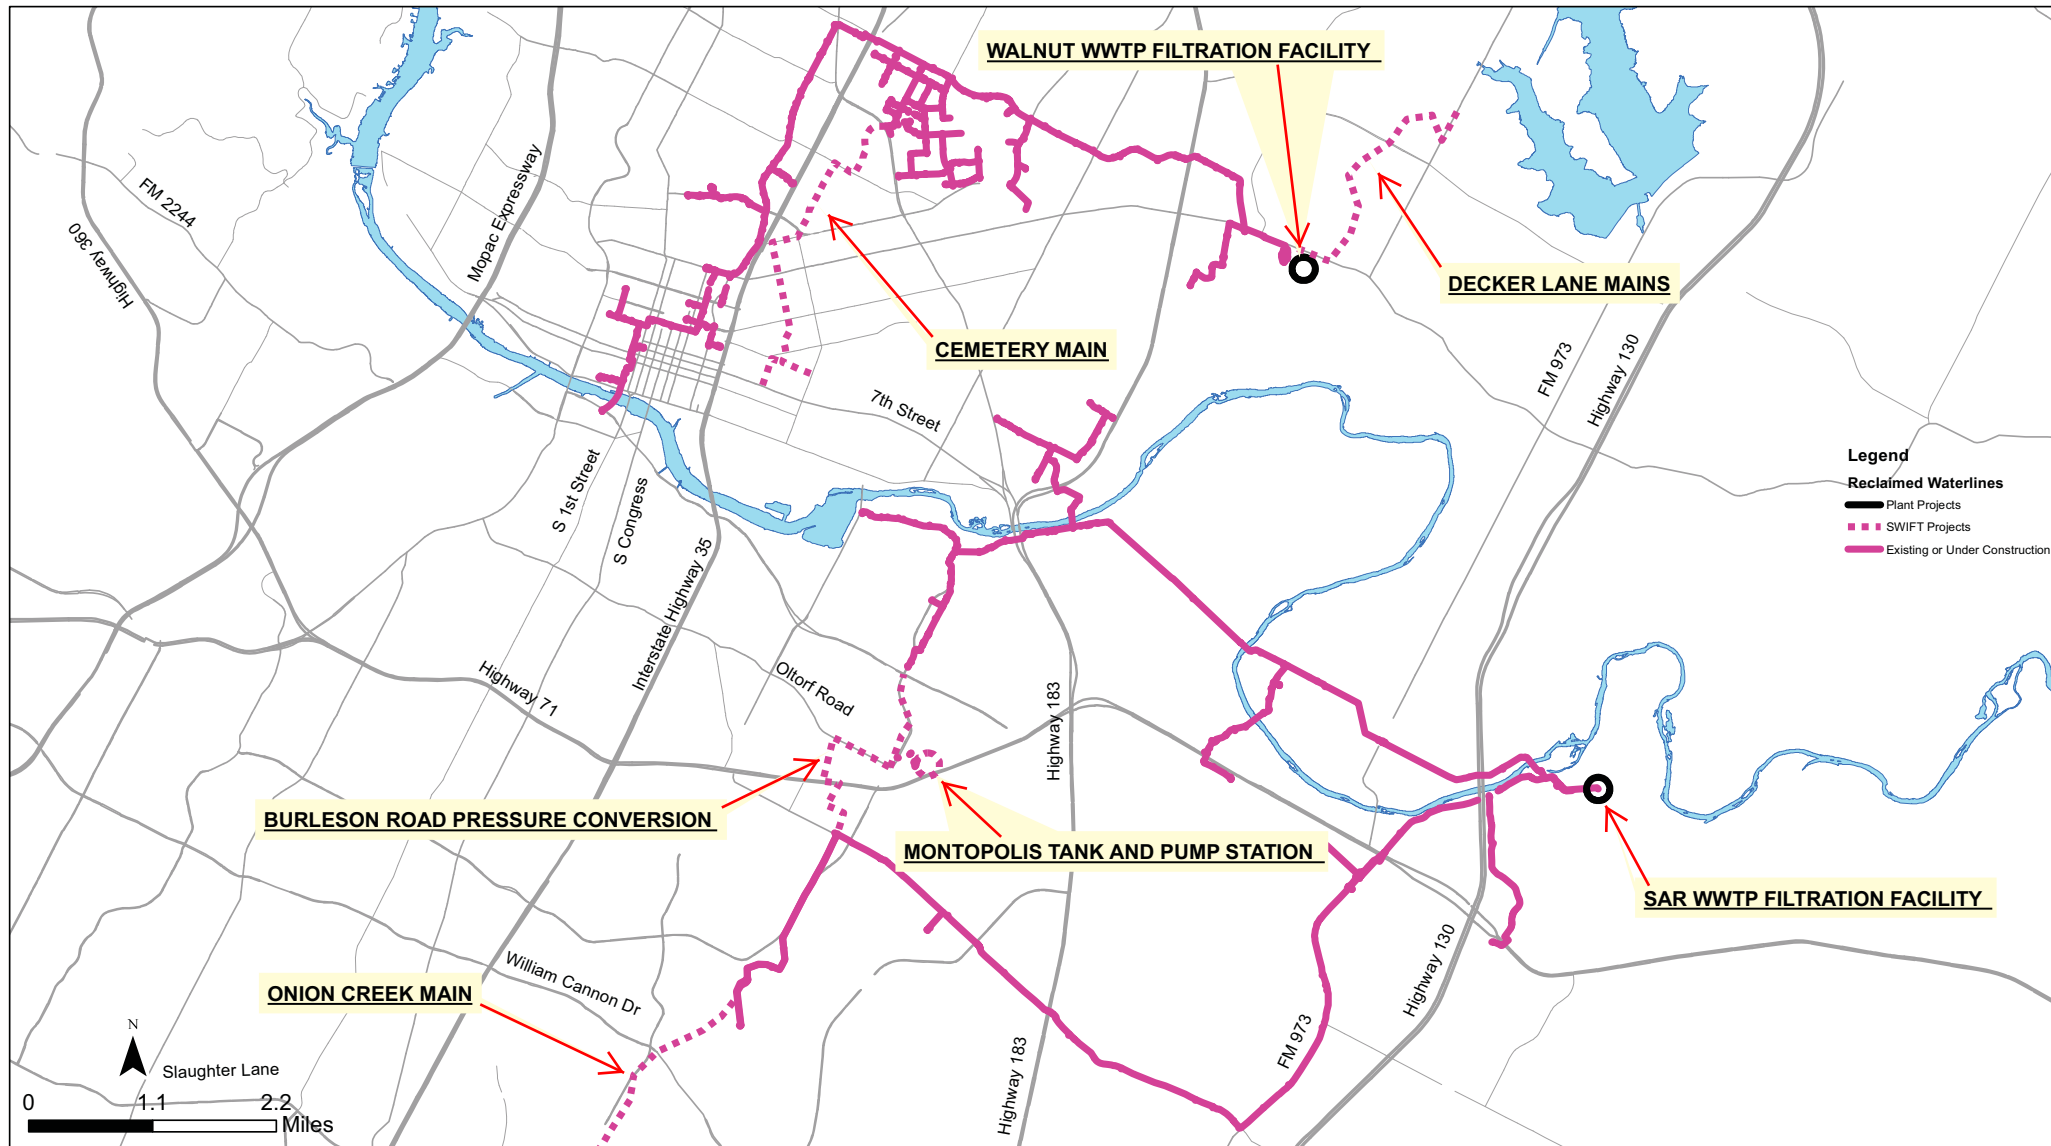 WALNUT WWTP FILTRATION FACILITY
Mopac Expressway
FM 2244
Highway 360
DECKER LANE MAINS
CEMETERY MAIN
FM 973
Highway 130
7th Street
Legend
Reclaimed Waterlines
Plant Projects
SWIFT Projects
Existing or Under Construction
S 1st Street
S Congress
Interstate Highway 35
Highway 71
Oltorf Road
Highway 183
BURLESON ROAD PRESSURE CONVERSION
MONTOPOLIS TANK AND PUMP STATION
SAR WWTP FILTRATION FACILITY
William Cannon Dr
ONION CREEK MAIN
Highway 130
FM 973
Highway 183
N
Slaughter Lane
0 1.1 2.2
Miles